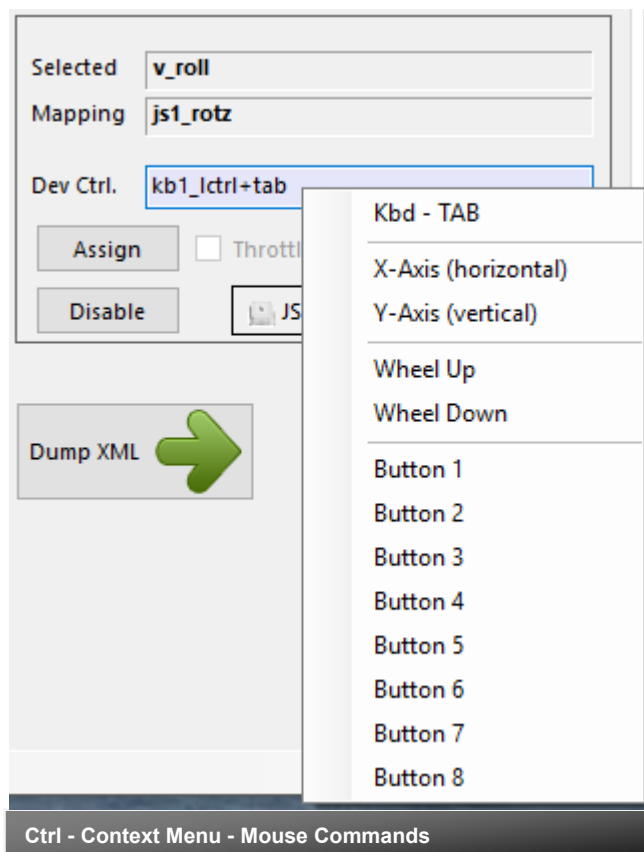 Selected v_roll
Mapping js1_rotz
Dev Ctrl. kb1_lctrl+tab
Kbd - TAB
Assign Throttl
X-Axis (horizontal)
Disable JS
Y-Axis (vertical)
Wheel Up
Wheel Down
Dump XML
Button 1
Button 2
Button 3
Button 4
Button 5
Button 6
Button 7
Button 8
Ctrl - Context Menu - Mouse Commands